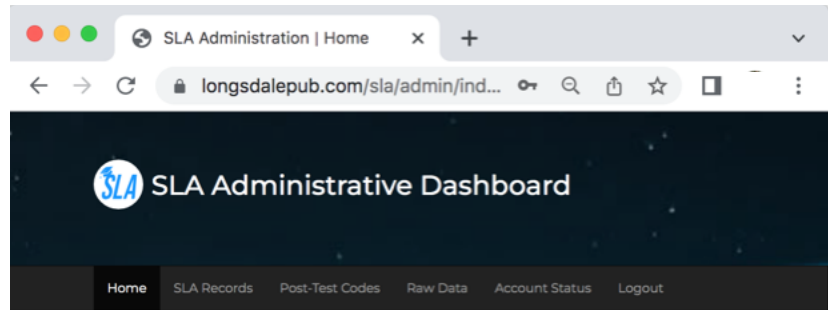 SLA Administration | Home
longsdalepub.com/sla/admin/ind...
SLA SLA Administrative Dashboard
Home SLA Records Post-Test Codes Raw Data Account Status Logout